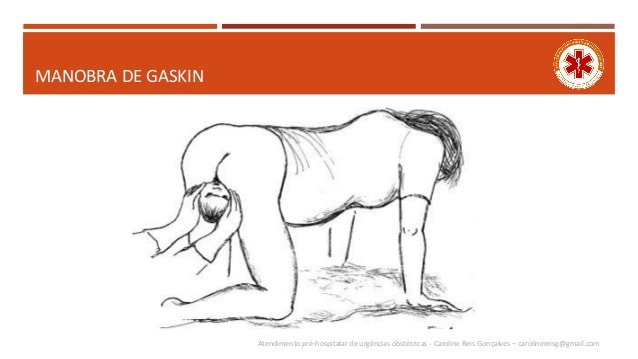 MANOBRA DE GASKIN
Atendimento pré-hospitalar de urgências obstétricas - Caroline Reis Gonçalves – carolinereisg@gmail.com